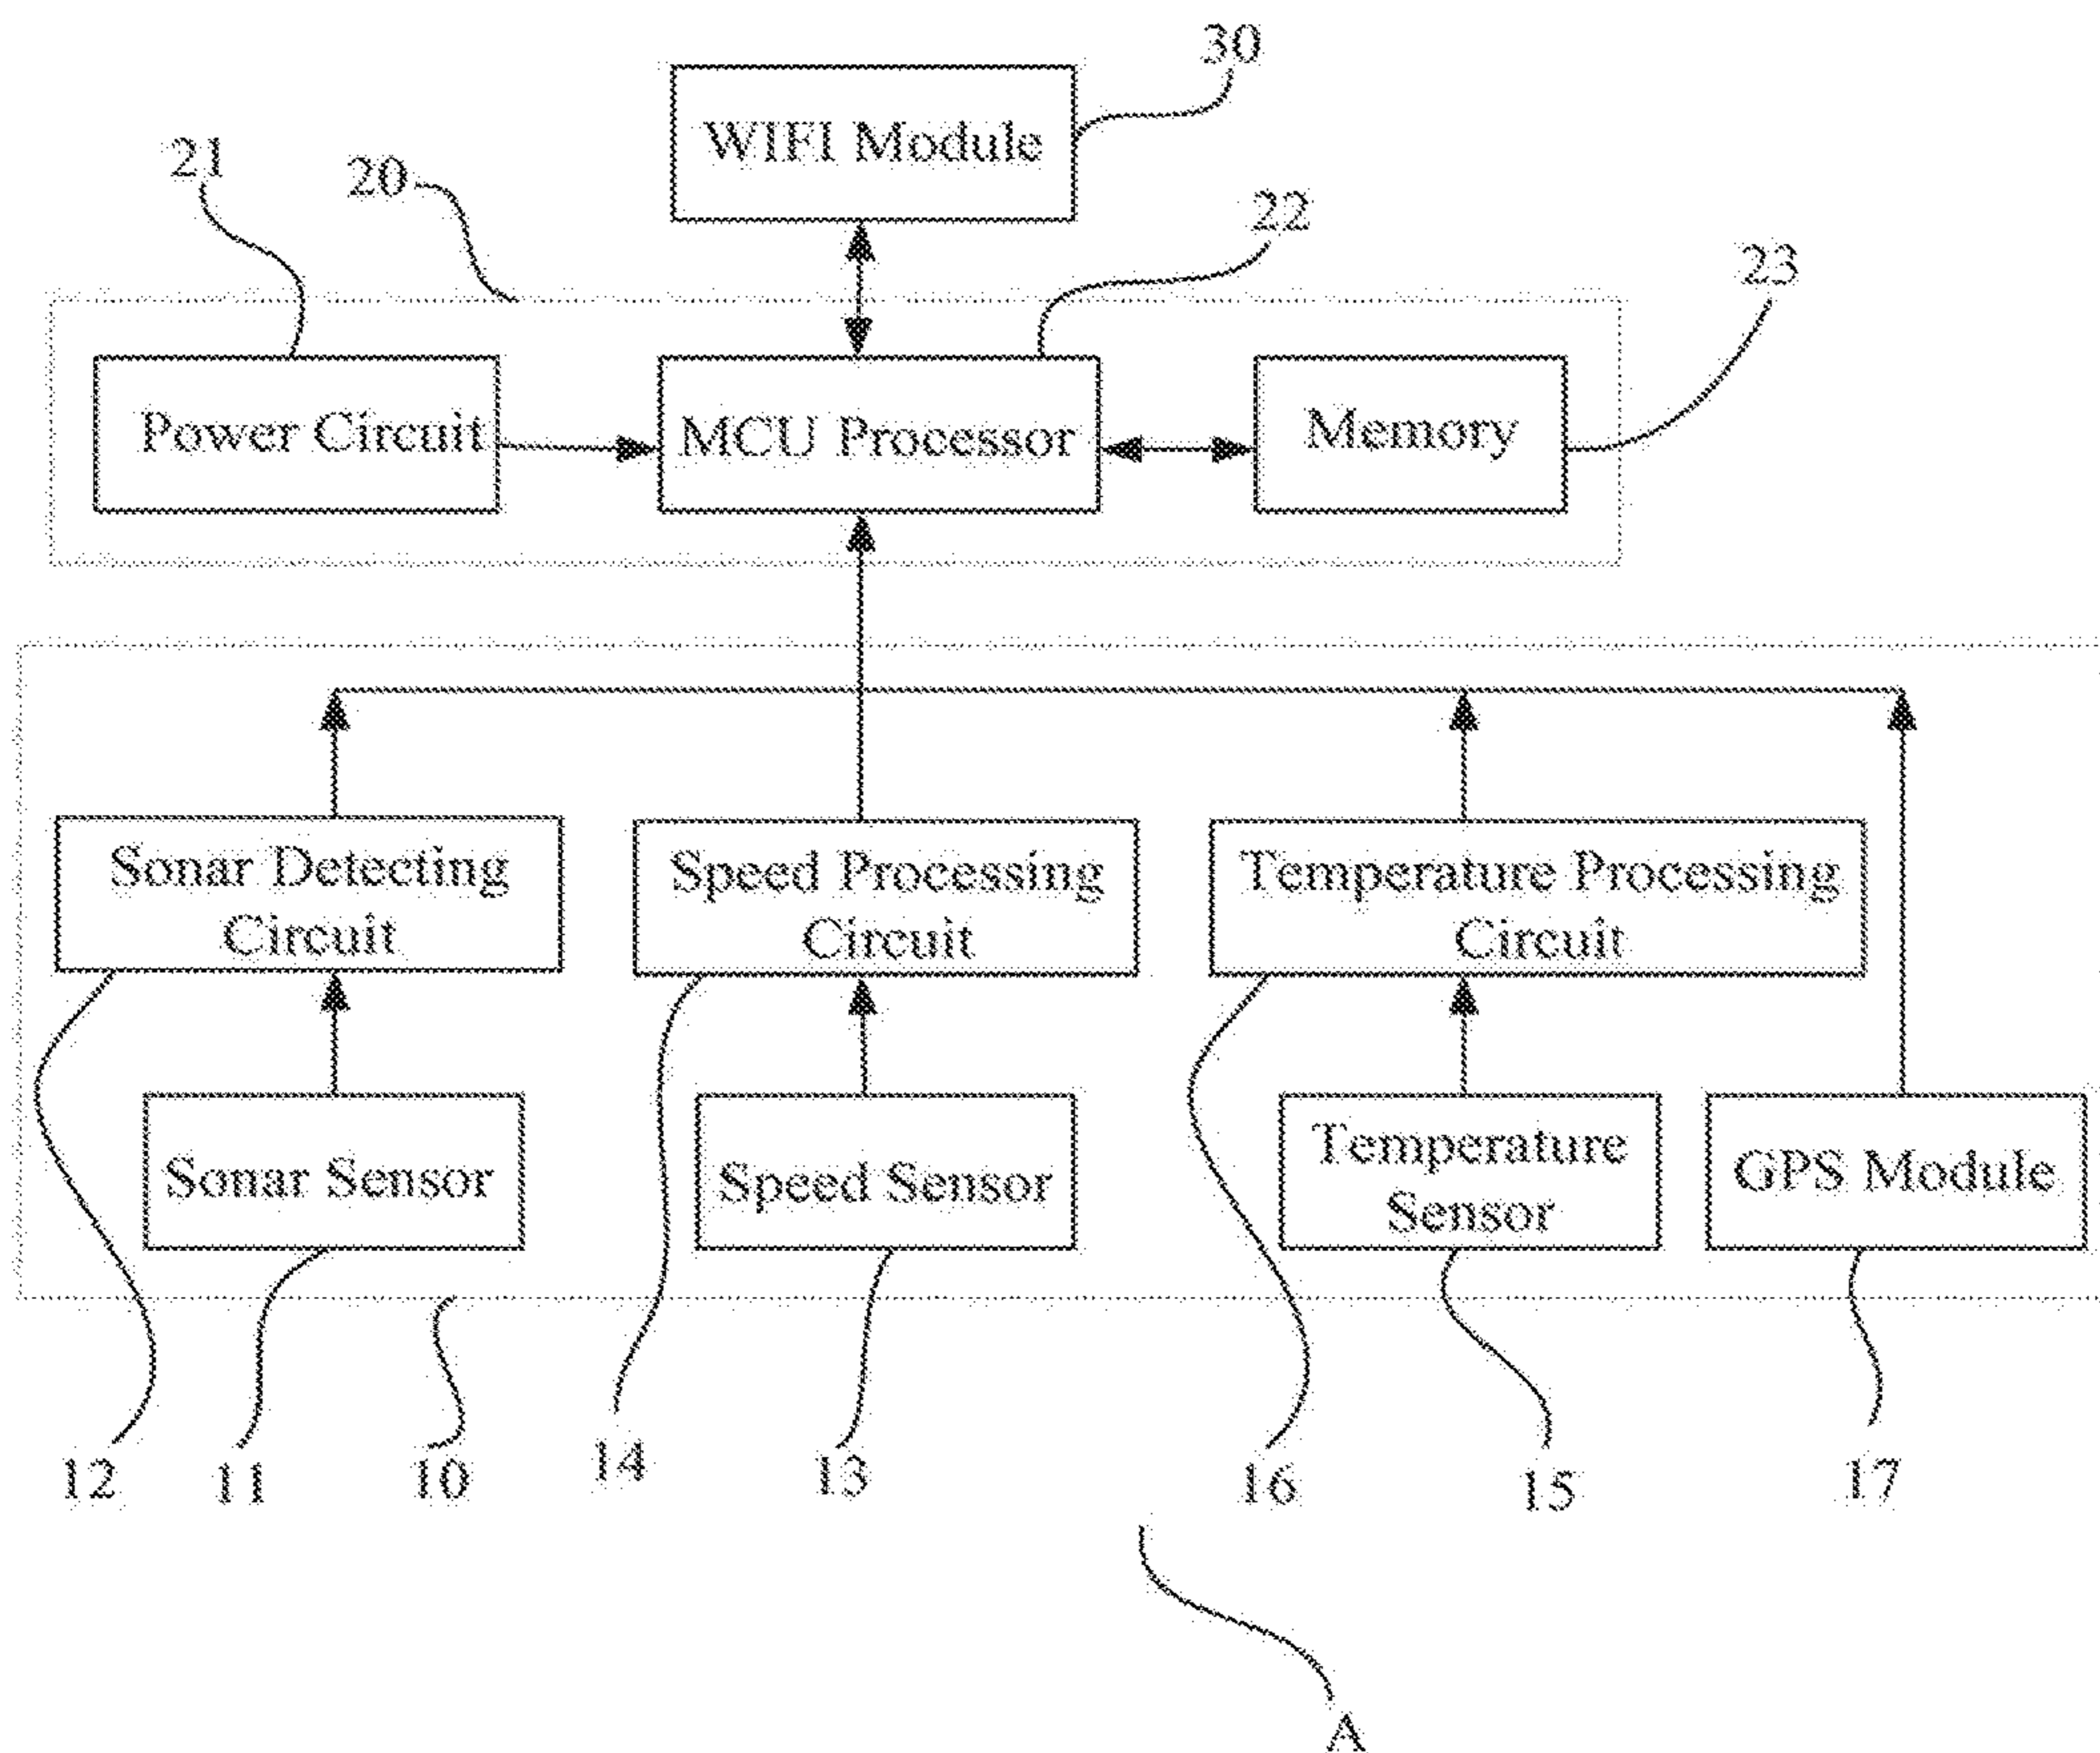 30
WIFI Module
21
20
22
23
Power Circuit
MCU Processor
Memory
Sonar Detecting
Circuit
Speed Processing
Circuit
Temperature Processing
Circuit
Sonar Sensor
Speed Sensor
Temperature
Sensor
GPS Module
12
11
10
14
13
16
15
17
A